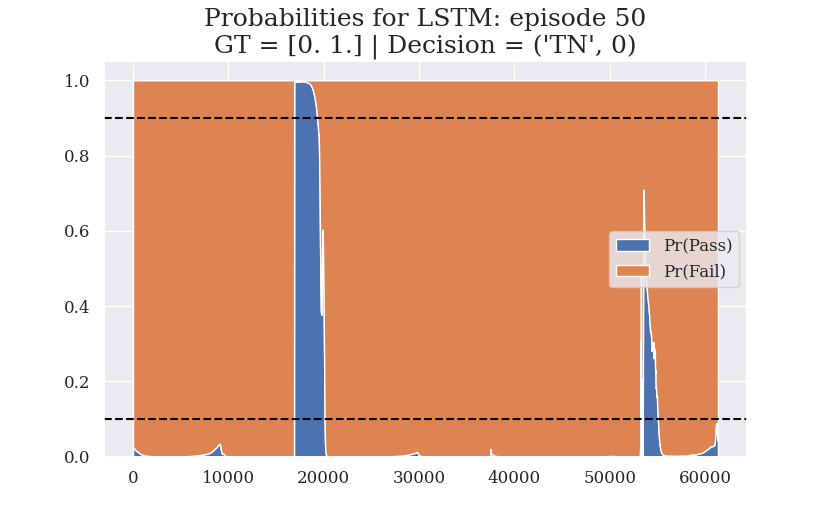 Probabilities for LSTM: episode 50
GT = [0. 1.] | Decision = ('TN', 0)
1.0
0.8
0.6
0.4
0.2
0.0
Pr(Pass)
Pr(Fail)
0 10000 20000 30000 40000 50000 60000